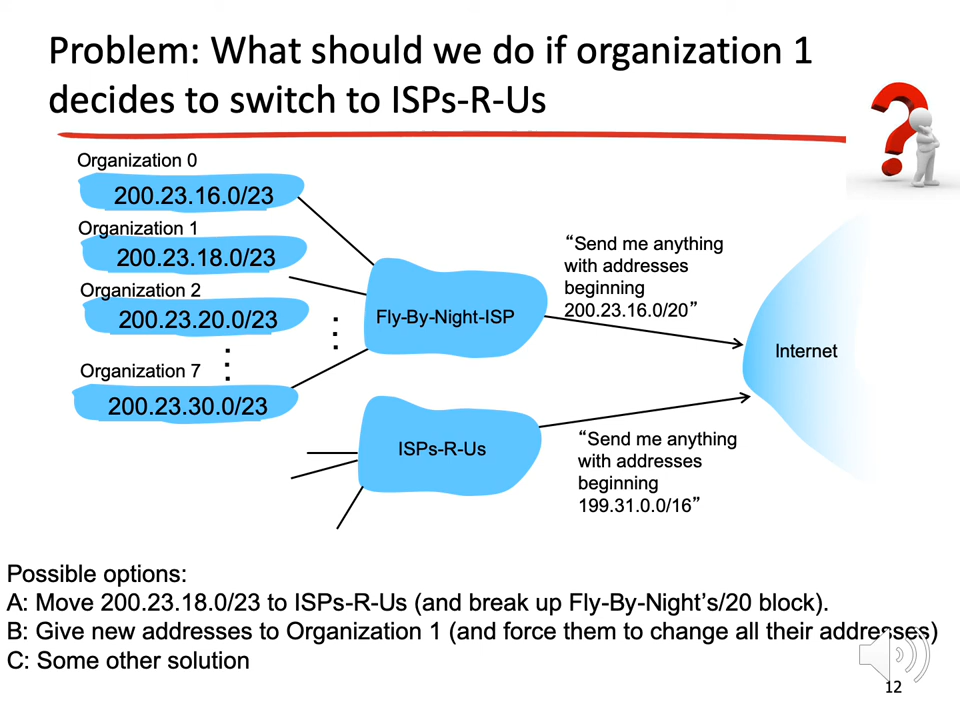 Problem: What should we do if organization 1
decides to switch to ISPs-R-Us
Organization 0
200.23.16.0/23
Organization 1
200.23.18.0/23
Organization 2
200.23.20.0/23
Organization 7
200.23.30.0/23
Fly-By-Night-ISP
“Send me anything
with addresses
beginning
200.23.16.0/20”
Internet
ISPs-R-Us
“Send me anything
with addresses
beginning
199.31.0.0/16”
Possible options:
A: Move 200.23.18.0/23 to ISPs-R-Us (and break up Fly-By-Night’s/20 block).
B: Give new addresses to Organization 1 (and force them to change all their addresses)
C: Some other solution
12